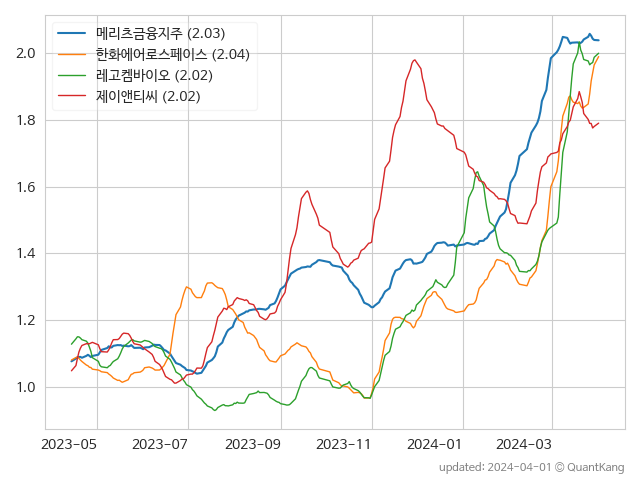 메리츠금융지주 (2.03)
한화에어로스페이스 (2.04)
레고켐바이오 (2.02)
제이앤티씨 (2.02)
2.0
1.8
1.6
1.4
1.2
1.0
2023-05 2023-07 2023-09 2023-11 2024-01 2024-03
updated: 2024-04-01 © QuantKang